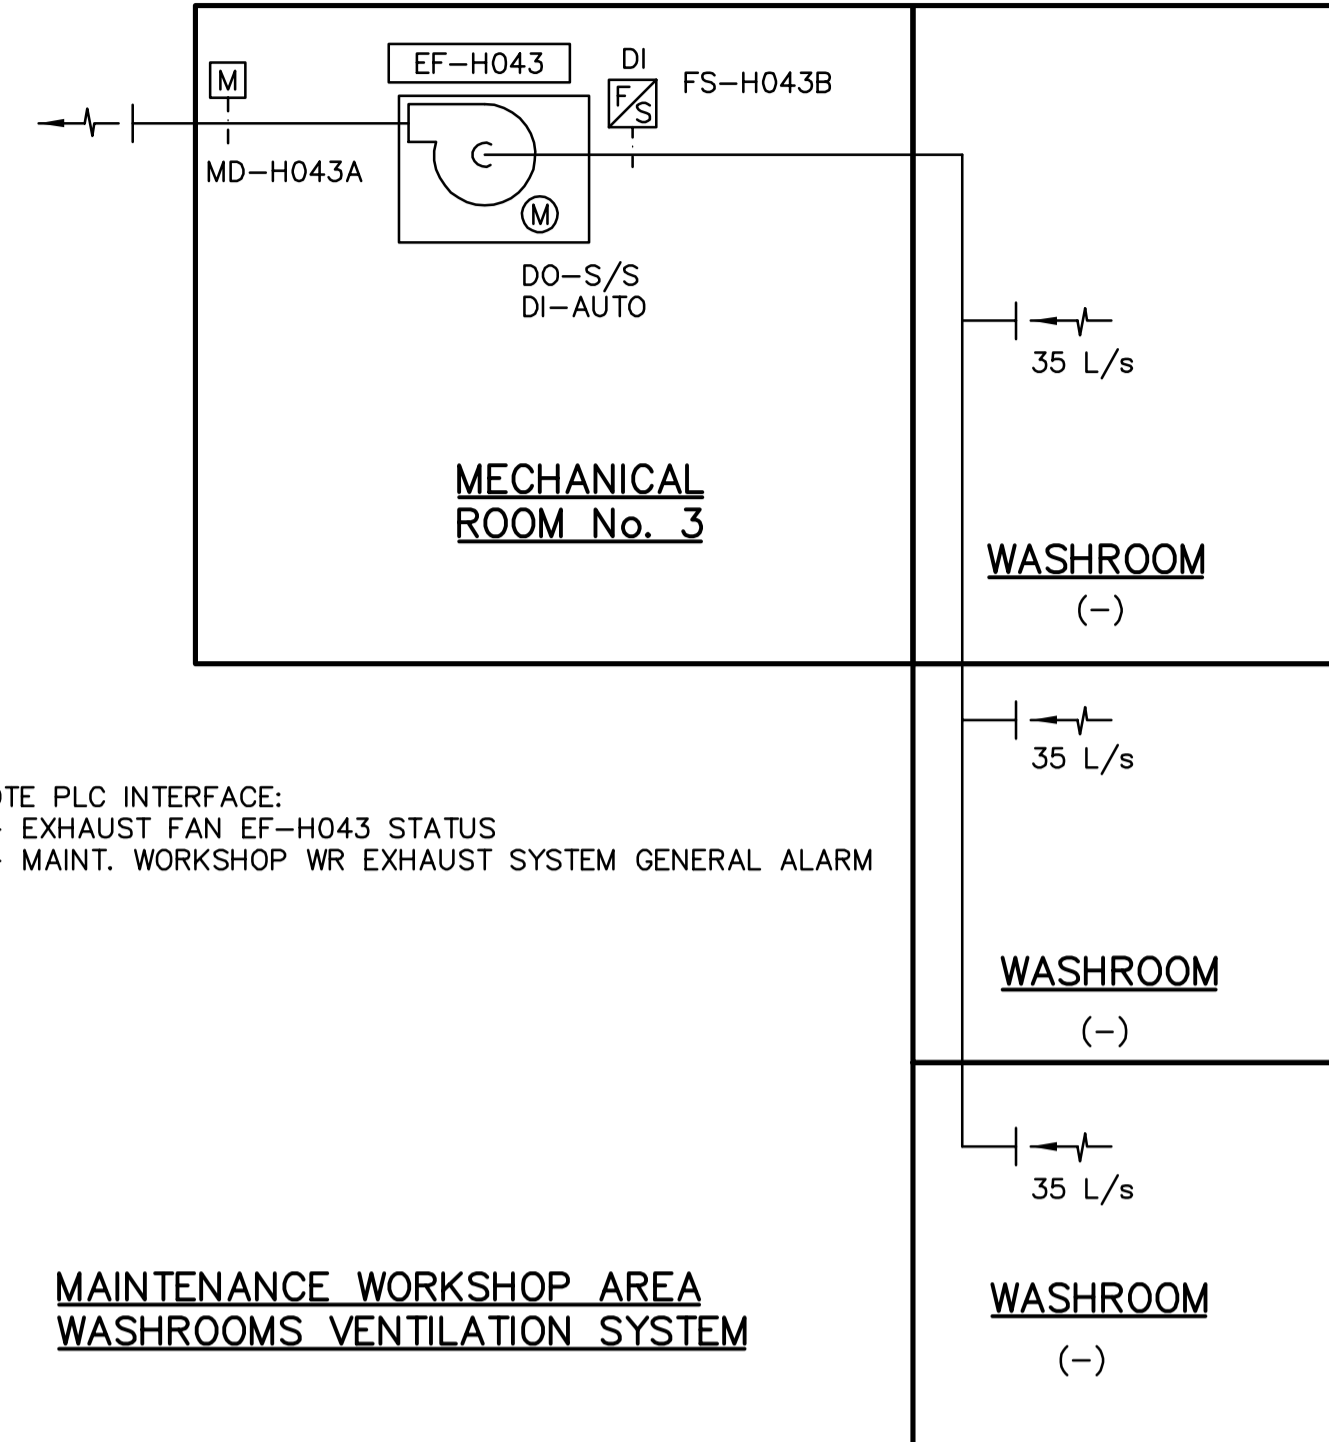 EF-H043
DI
FS-H043B
M
F/S
MD-H043A
M
DO-S/S
DI-AUTO
35 L/s
MECHANICAL
ROOM No. 3
WASHROOM
(-)
35 L/s
PLC INTERFACE:
- EXHAUST FAN EF-H043 STATUS
- MAINT. WORKSHOP WR EXHAUST SYSTEM GENERAL ALARM
WASHROOM
(-)
35 L/s
MAINTENANCE WORKSHOP AREA
WASHROOMS VENTILATION SYSTEM
WASHROOM
(-)